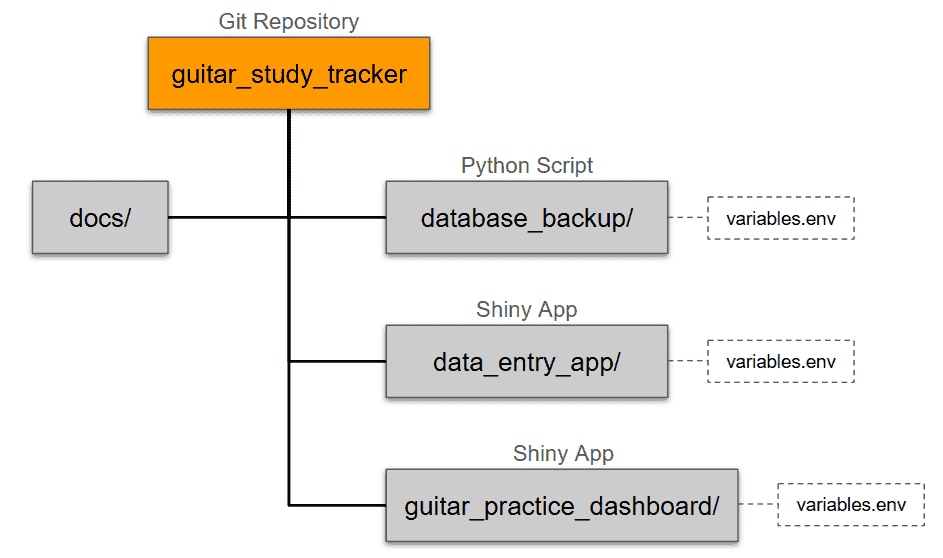 Git Repository
guitar_study_tracker
Python Script
docs/
database_backup/
variables.env
Shiny App
data_entry_app/
variables.env
Shiny App
guitar_practice_dashboard/
variables.env